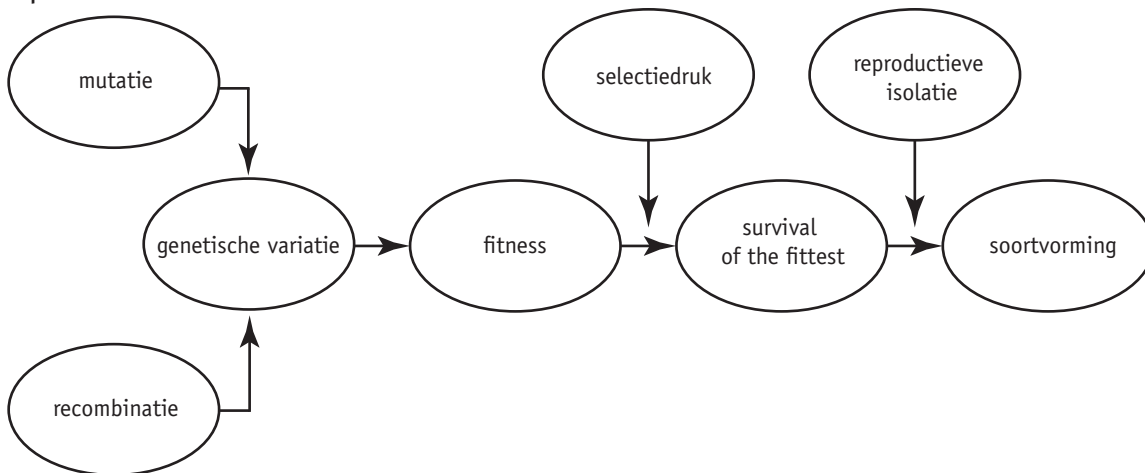 mutatie
selectiedruk
reproductieve
isolatie
genetische variatie
fitness
survival
of the fittest
soortvorming
recombinatie